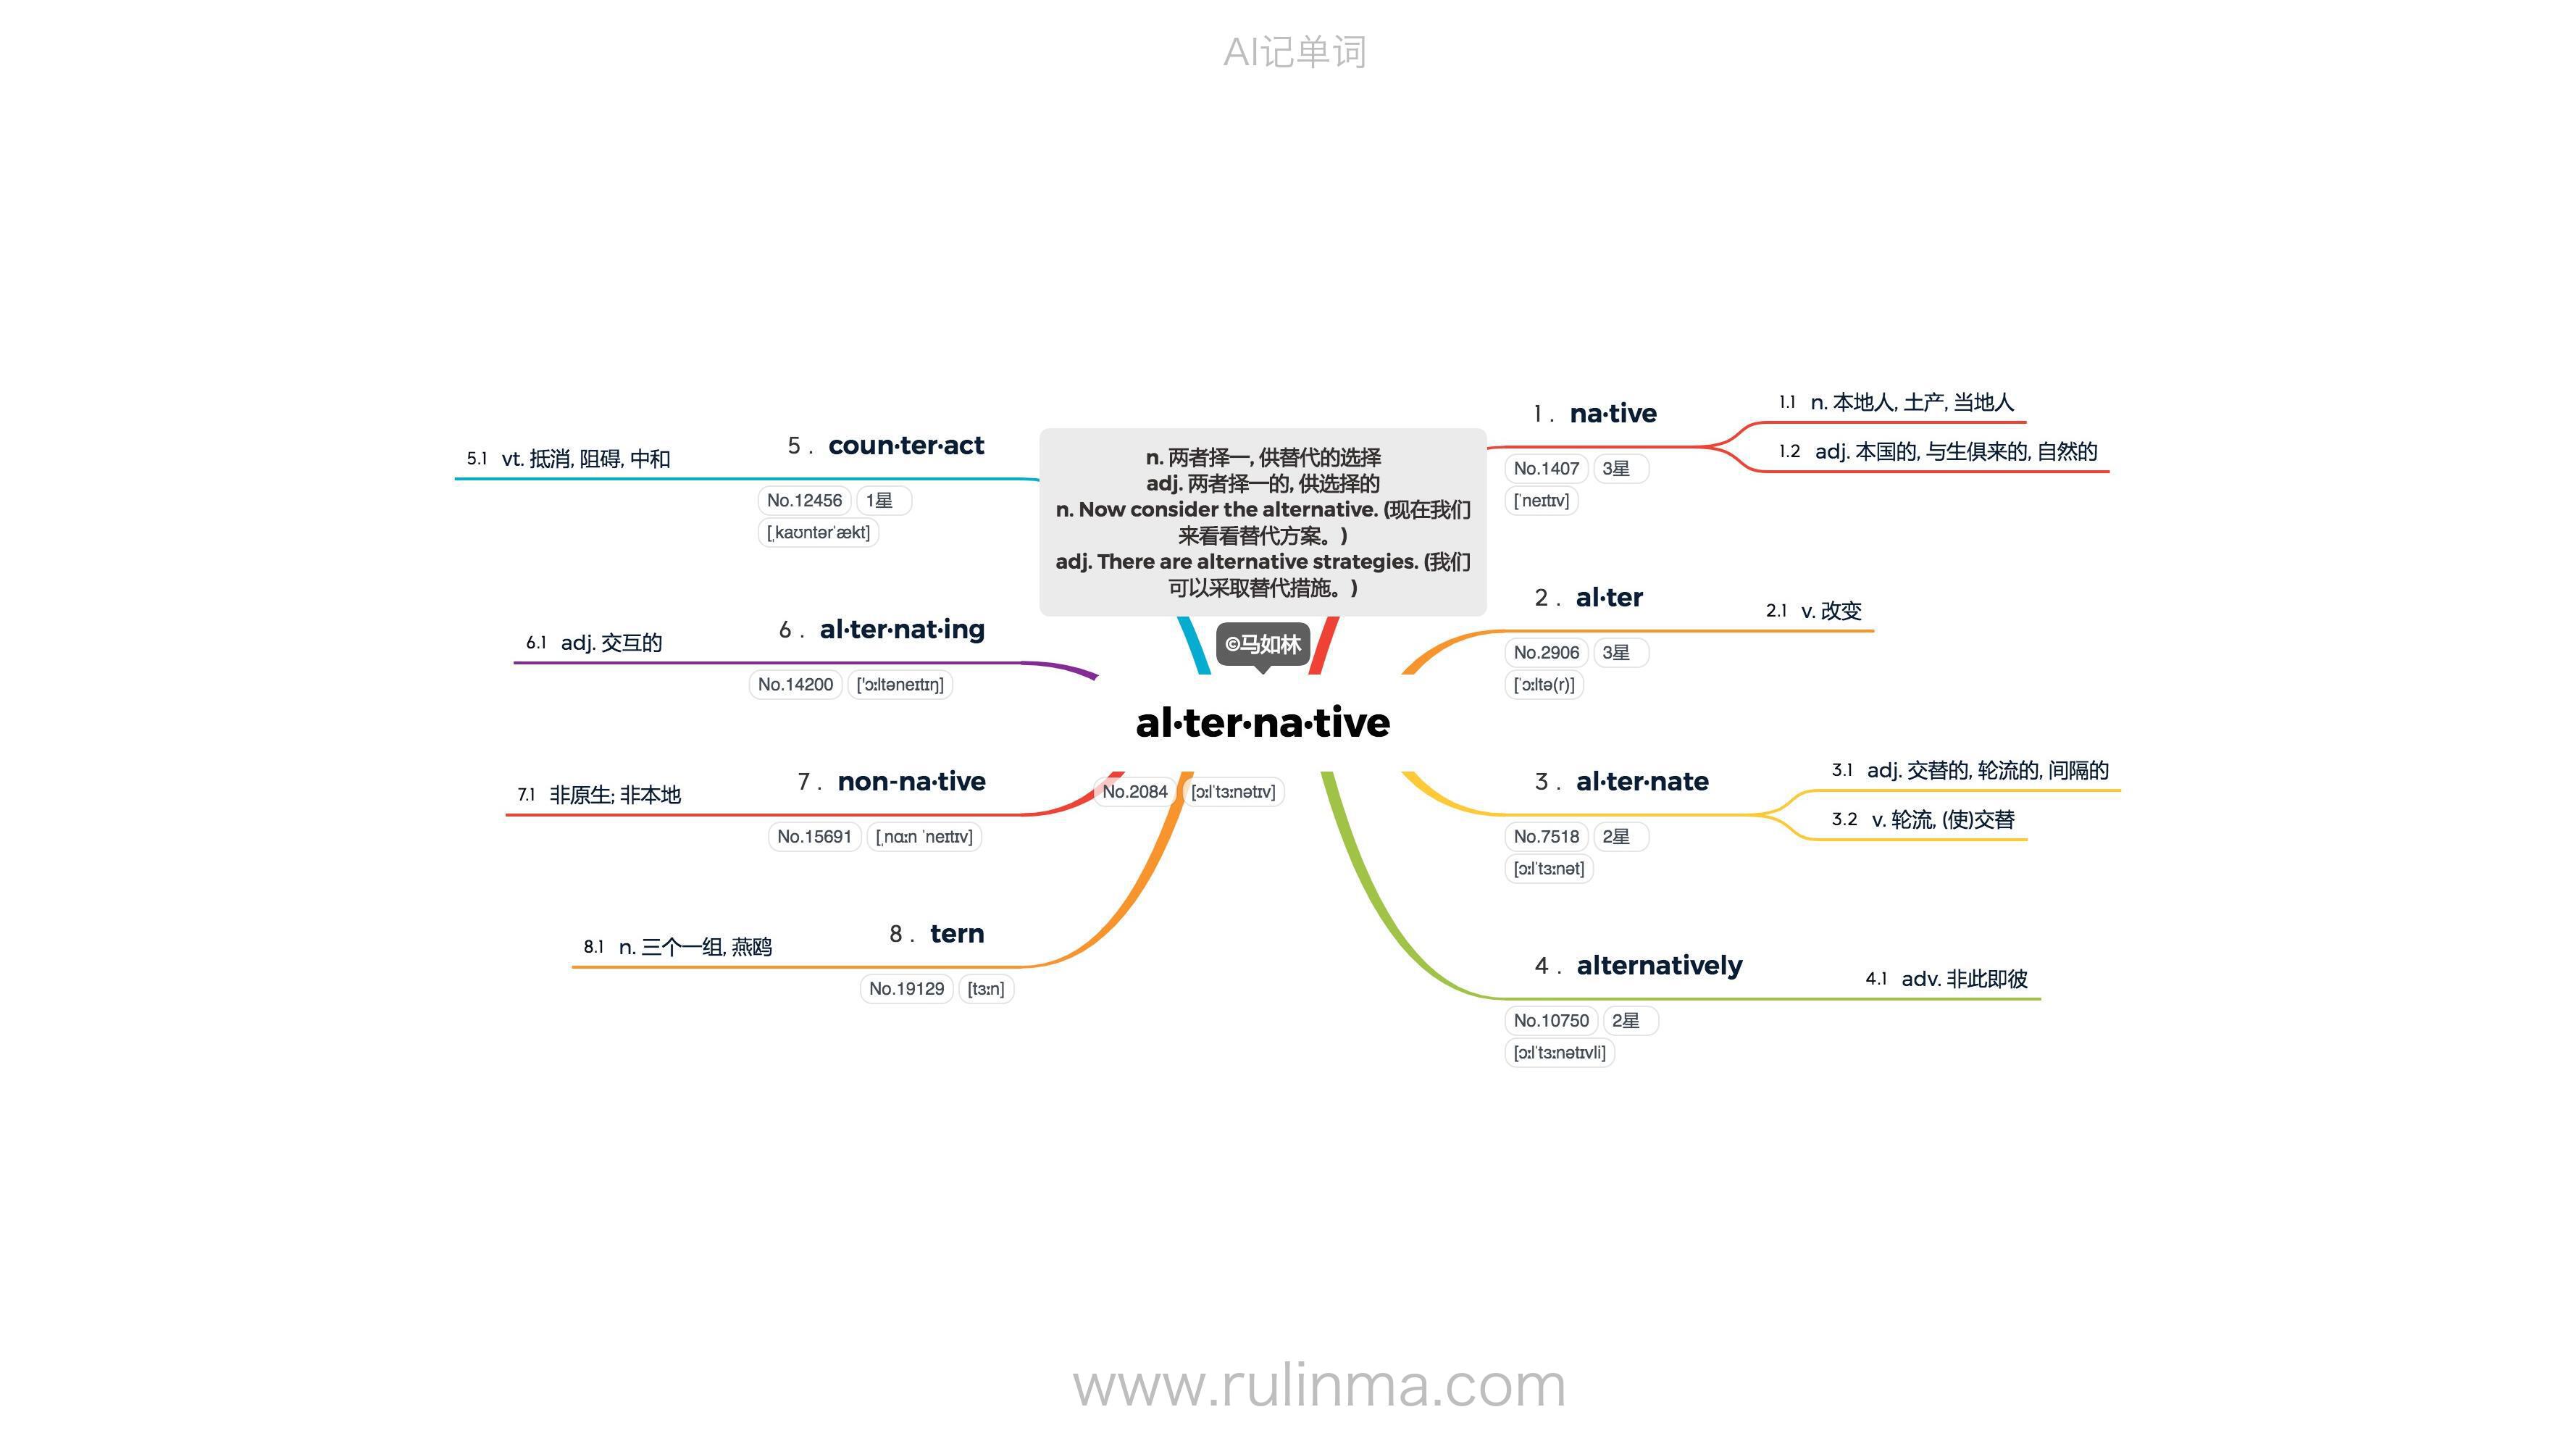 AI记单词
n. 两者择一, 供替代的选择
adj. 两者择一的, 供选择的
n. Now consider the alternative. (现在我们
来看看替代方案。)
adj. There are alternative strategies. (我们
可以采取替代措施。)
©马如林
al·ter·na·tive
No.2084 [ɔːlˈtɜːnətɪv]
1 . na·tive
No.1407 3星
[ˈneɪtɪv]
1.1 n. 本地人, 土产, 当地人
1.2 adj. 本国的, 与生俱来的, 自然的
2 . al·ter
No.2906 3星
[ˈɔːltə(r)]
2.1 v. 改变
3 . al·ter·nate
No.7518 2星
[ɔːlˈtɜːnət]
3.1 adj. 交替的, 轮流的, 间隔的
3.2 v. 轮流, (使)交替
4 . alternatively
No.10750 2星
[ɔːlˈtɜːnətɪvli]
4.1 adv. 非此即彼
5 . coun·ter·act
No.12456 1星
[ˌkaʊntərˈækt]
5.1 vt. 抵消, 阻碍, 中和
6 . al·ter·nat·ing
No.14200 ['ɔːltəneɪtɪŋ]
6.1 adj. 交互的
7 . non-na·tive
No.15691 [ˌnɑːn ˈneɪtɪv]
7.1 非原生; 非本地
8 . tern
No.19129 [tɜːn]
8.1 n. 三个一组, 燕鸥
www.rulinma.com